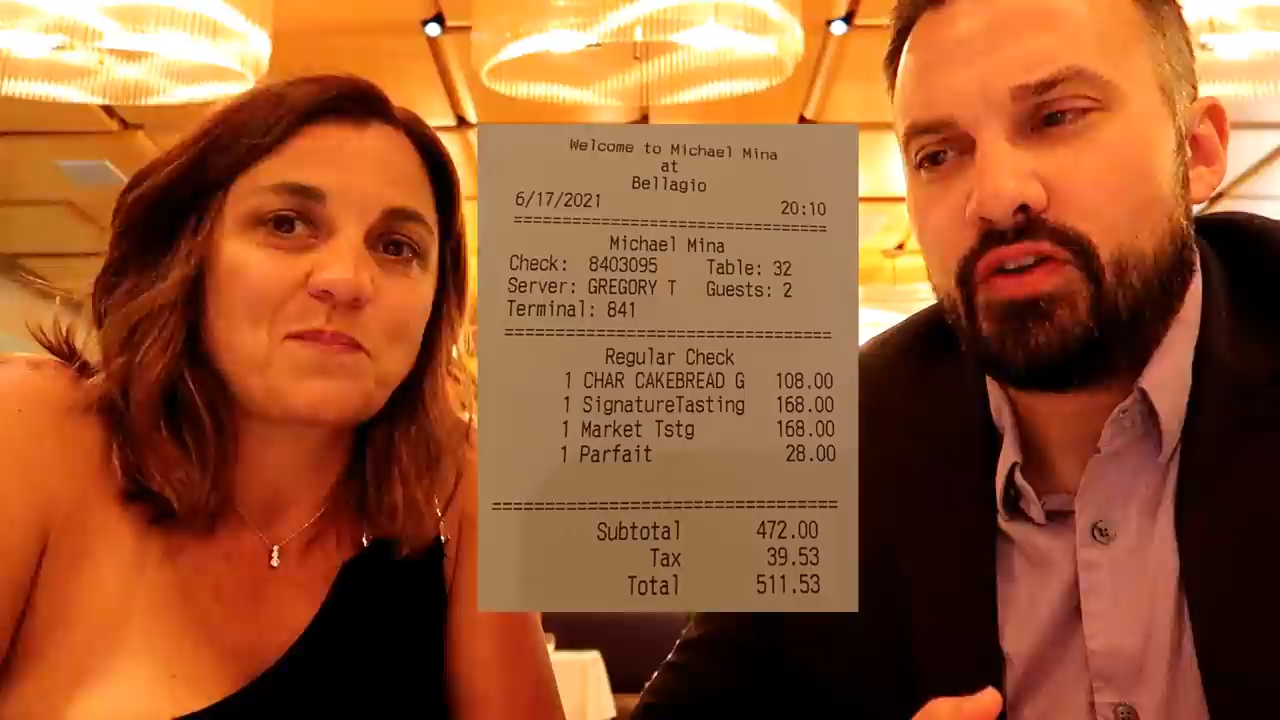 Welcome to Michael Mina
at
Bellagio
6/17/2021 20:10
================================
Michael Mina
Check: 8403095 Table: 32
Server: GREGORY T Guests: 2
Terminal: 841
================================
Regular Check
1 CHAR CAKEBREAD G 108.00
1 SignatureTasting 168.00
1 Market Tstg 168.00
1 Parfait 28.00
================================
Subtotal 472.00
Tax 39.53
Total 511.53